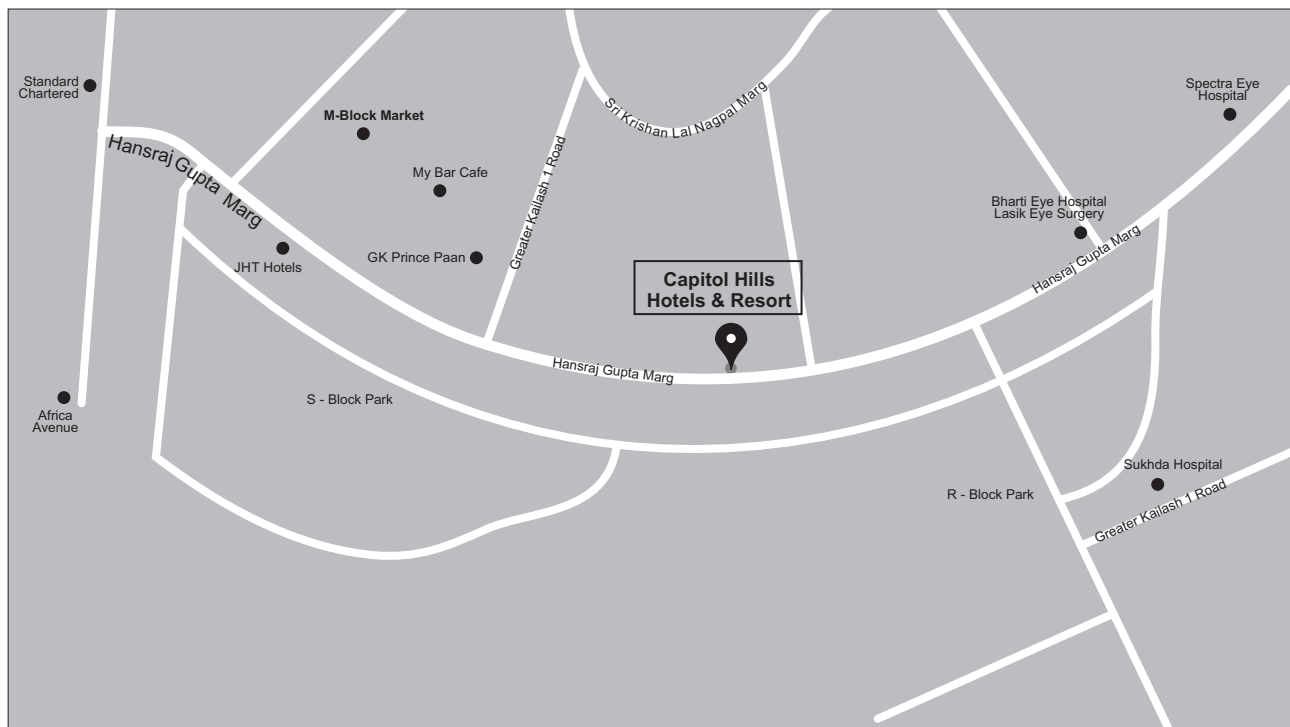 Standard
Chartered
M-Block Market
My Bar Cafe
GK Prince Paan
Hansraj Gupta Marg
JHT Hotels
Greater Kailash 1 Road
Sri Krishan Lal Nagpal Marg
Spectra Eye
Hospital
Bharti Eye Hospital
Lasik Eye Surgery
Hansraj Gupta Marg
Capitol Hills
Hotels & Resort
Hansraj Gupta Marg
Africa
Avenue
S - Block Park
R - Block Park
Sukhda Hospital
Greater Kailash 1 Road